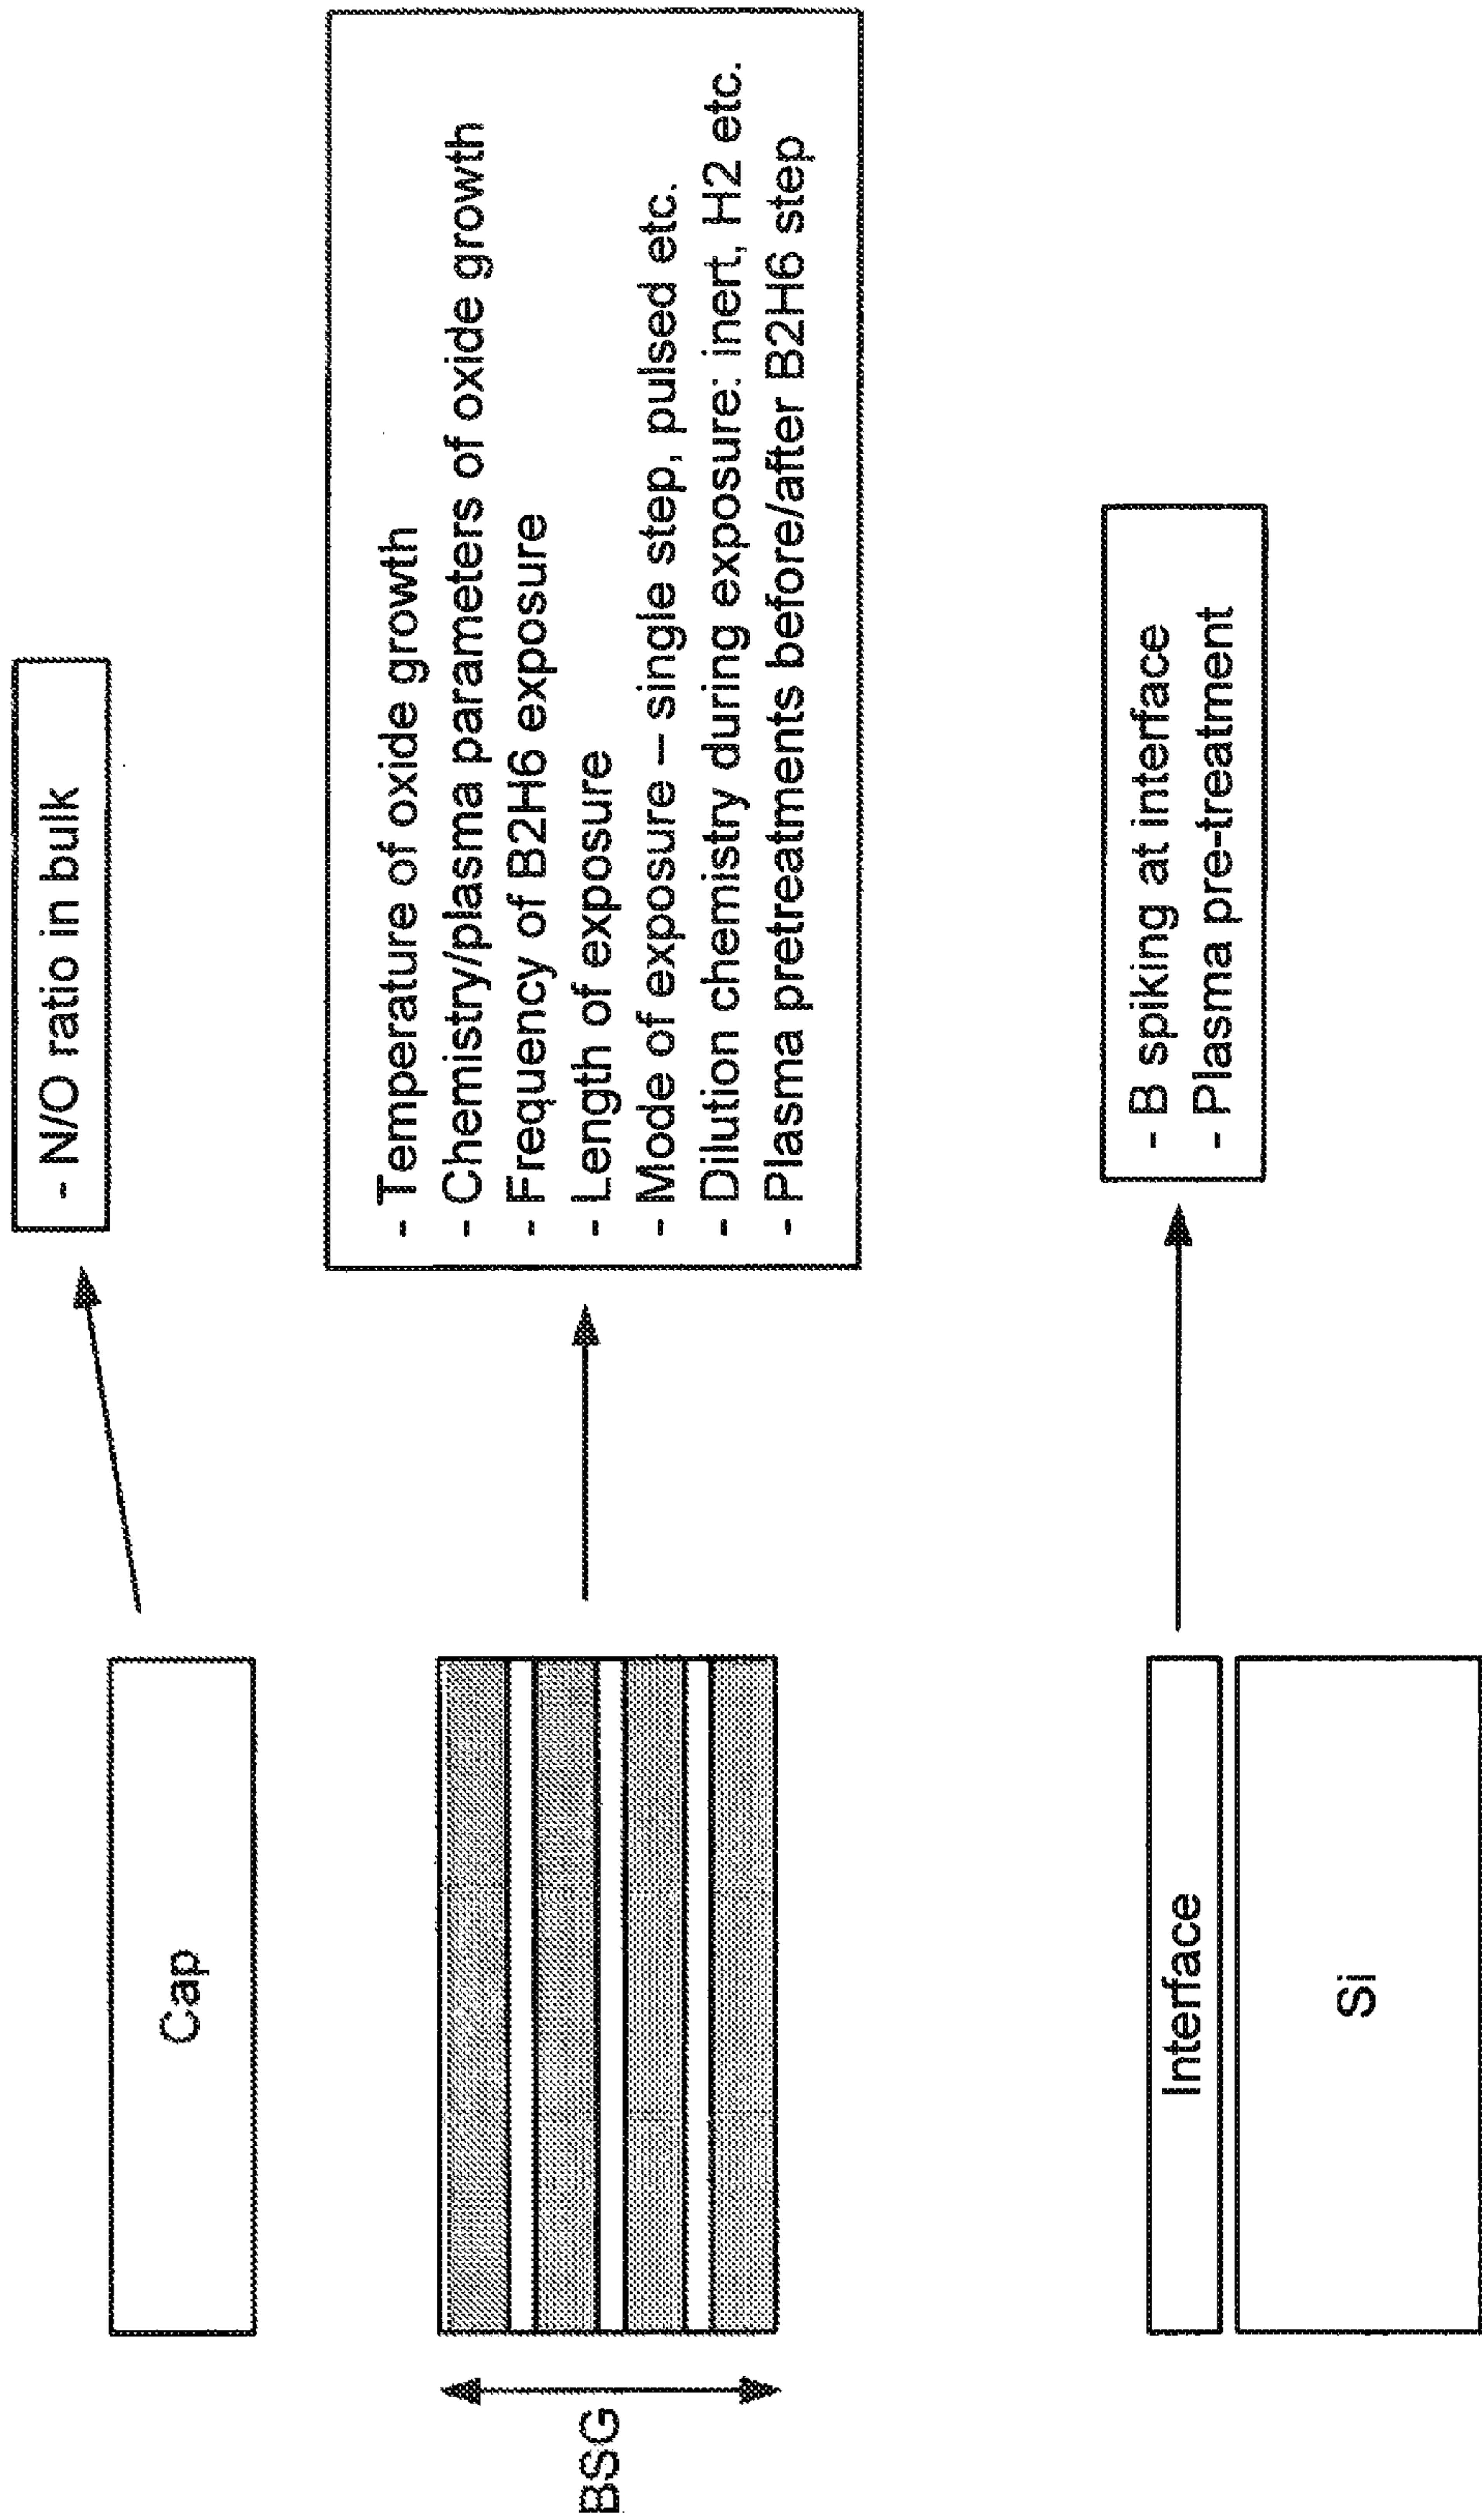 - N/O ratio in bulk
Cap
- Temperature of oxide growth
- Chemistry/plasma parameters of oxide growth
- Frequency of B2H6 exposure
- Length of exposure
- Mode of exposure – single step, pulsed etc.
- Dilution chemistry during exposure: inert, H2 etc.
- Plasma pretreatments before/after B2H6 step
BSG
- B spiking at interface
- Plasma pre-treatment
Interface
Si